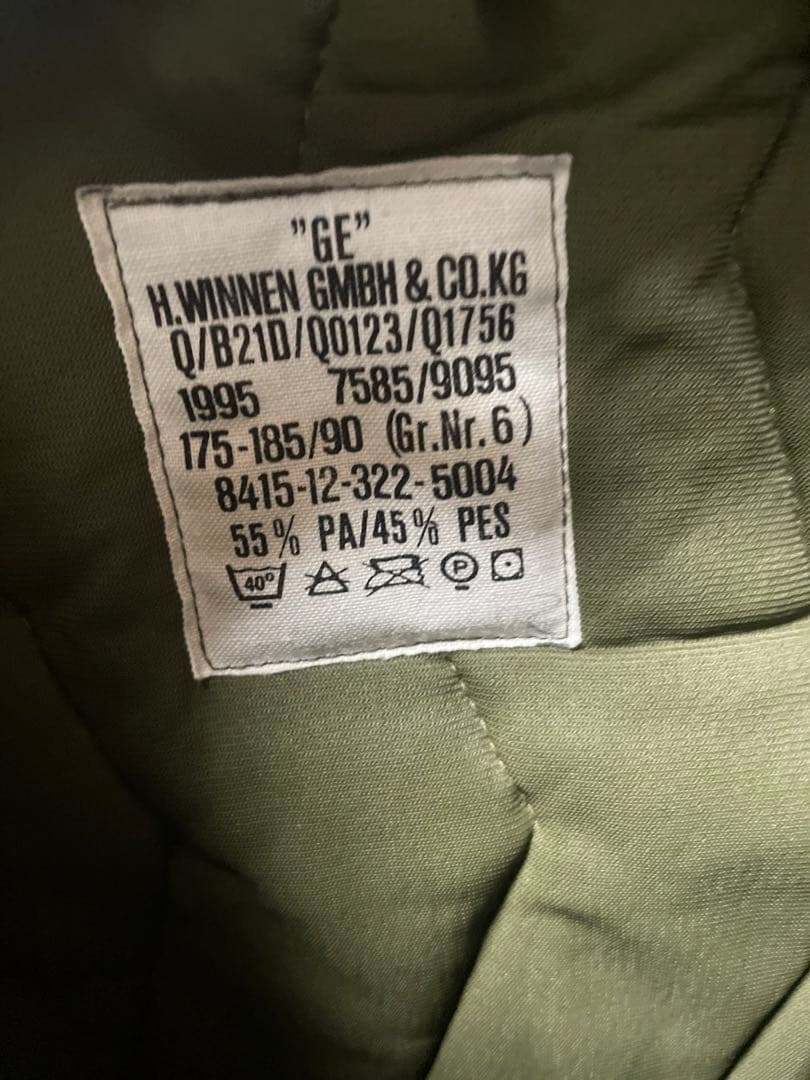 ”GE”
H.WINNEN GMBH & CO.KG
Q/B21D/Q0123/Q1756
1995 7585/9095
175-185/90 (Gr.Nr.6)
8415-12-322-5004
55% PA/45% PES
40° P